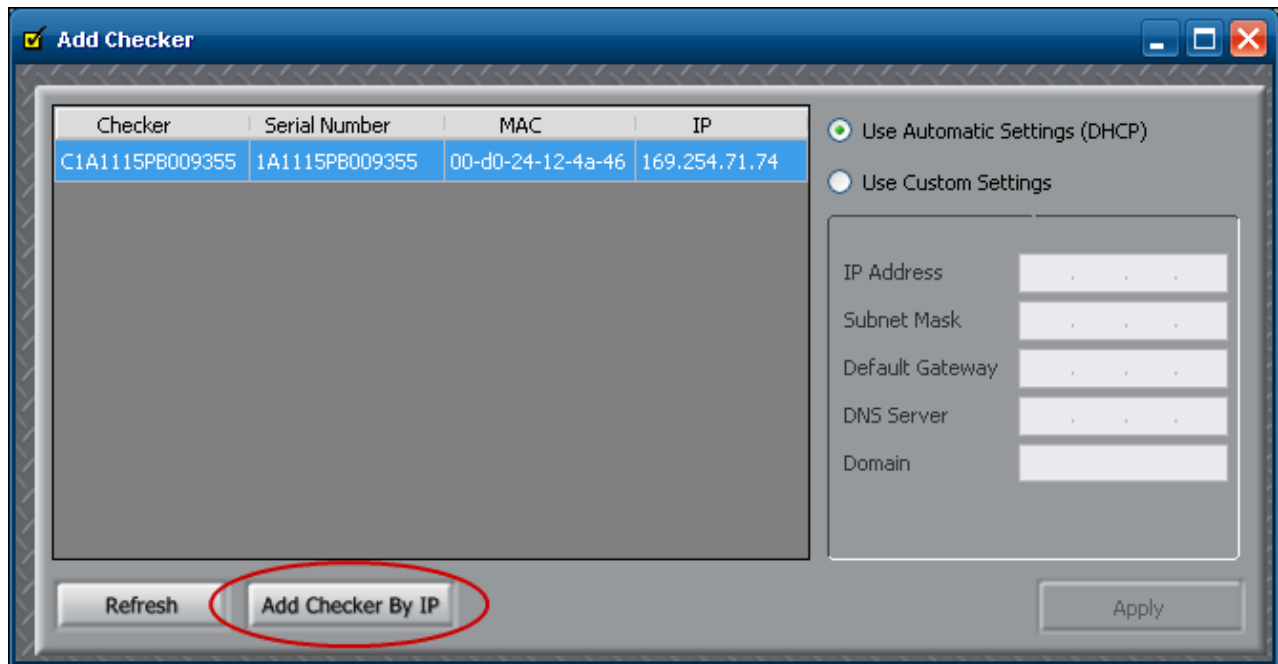 Add Checker
Checker Serial Number MAC IP
C1A1115PB009355 1A1115PB009355 00-d0-24-12-4a-46 169.254.71.74
Use Automatic Settings (DHCP)
Use Custom Settings
IP Address . . .
Subnet Mask . . .
Default Gateway . . .
DNS Server . . .
Domain
Refresh Add Checker By IP Apply